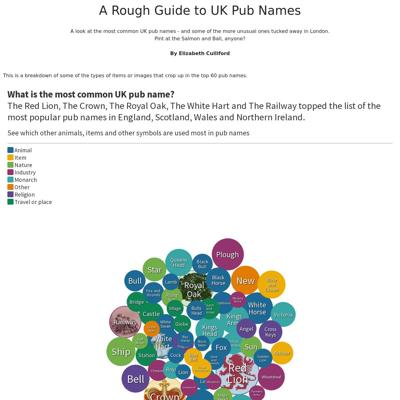 A Rough Guide to UK Pub Names
A look at the most common UK pub names - and some of the more unusual ones tucked away in London.
Pint at the Salmon and Ball, anyone?
By Elizabeth Culliford
This is a breakdown of some of the types of items or images that crop up in the top 60 pub names.
What is the most common UK pub name?
The Red Lion, The Crown, The Royal Oak, The White Hart and The Railway topped the list of the
most popular pub names in England, Scotland, Wales and Northern Ireland.
See which other animals, items and other symbols are used most in pub names
Animal
Item
Nature
Industry
Monarch
Other
Religion
Travel or place
Plough
Queens
Head
Black
Bull
Star
Bull
Lamb
Royal
Oak
Black
Horse
New
Bridge
Village
Bulls
Head
White
Horse
Victoria
Castle
Globe
Kings
Arms
Railway
Kings
Head
Angel
Cross
Keys
White
Hart
Ship
Station
Cock
Fox
Sun
Bell
Lion
Red
Lion
Crown